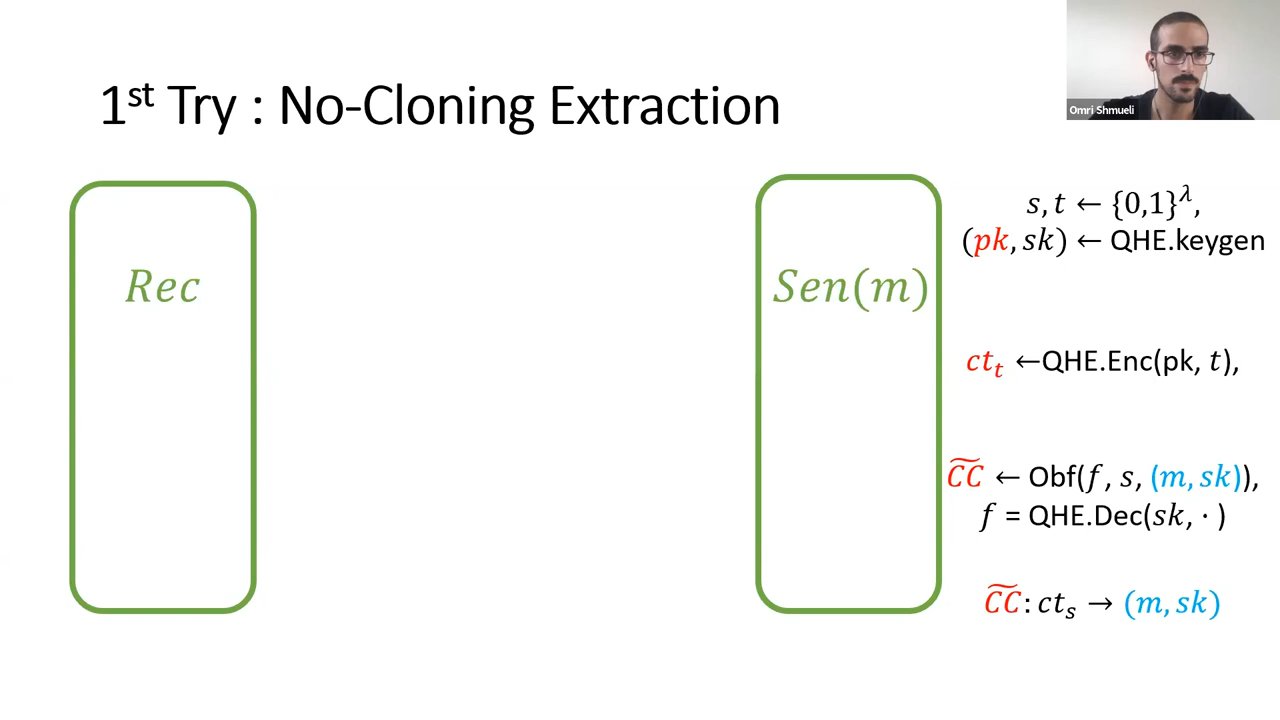 1st Try : No-Cloning Extraction
Omri Shmueli
s, t ← {0,1}^λ,
(pk, sk) ← QHE.keygen
Rec
Sen(m)
ct_t ←QHE.Enc(pk, t),
C͂C ← Obf(f, s, (m, sk)),
f = QHE.Dec(sk, · )
C͂C: ct_s → (m, sk)